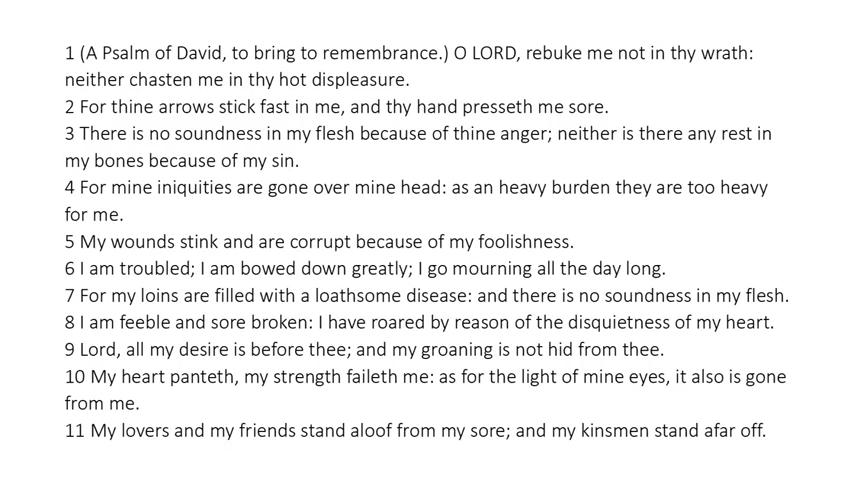 1 (A Psalm of David, to bring to remembrance.) O LORD, rebuke me not in thy wrath:
neither chasten me in thy hot displeasure.
2 For thine arrows stick fast in me, and thy hand presseth me sore.
3 There is no soundness in my flesh because of thine anger; neither is there any rest in
my bones because of my sin.
4 For mine iniquities are gone over mine head: as an heavy burden they are too heavy
for me.
5 My wounds stink and are corrupt because of my foolishness.
6 I am troubled; I am bowed down greatly; I go mourning all the day long.
7 For my loins are filled with a loathsome disease: and there is no soundness in my flesh.
8 I am feeble and sore broken: I have roared by reason of the disquietness of my heart.
9 Lord, all my desire is before thee; and my groaning is not hid from thee.
10 My heart panteth, my strength faileth me: as for the light of mine eyes, it also is gone
from me.
11 My lovers and my friends stand aloof from my sore; and my kinsmen stand afar off.